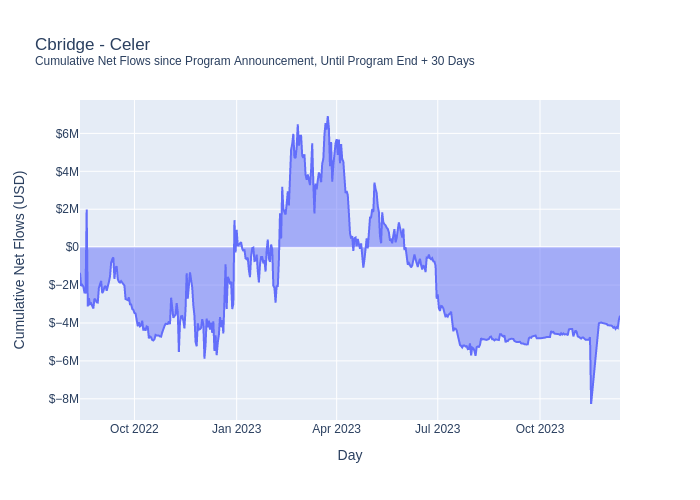 Cbridge - Celer
Cumulative Net Flows since Program Announcement, Until Program End + 30 Days
Cumulative Net Flows (USD)
$6M
$4M
$2M
$0
$−2M
$−4M
$−6M
$−8M
Oct 2022
Jan 2023
Apr 2023
Jul 2023
Oct 2023
Day